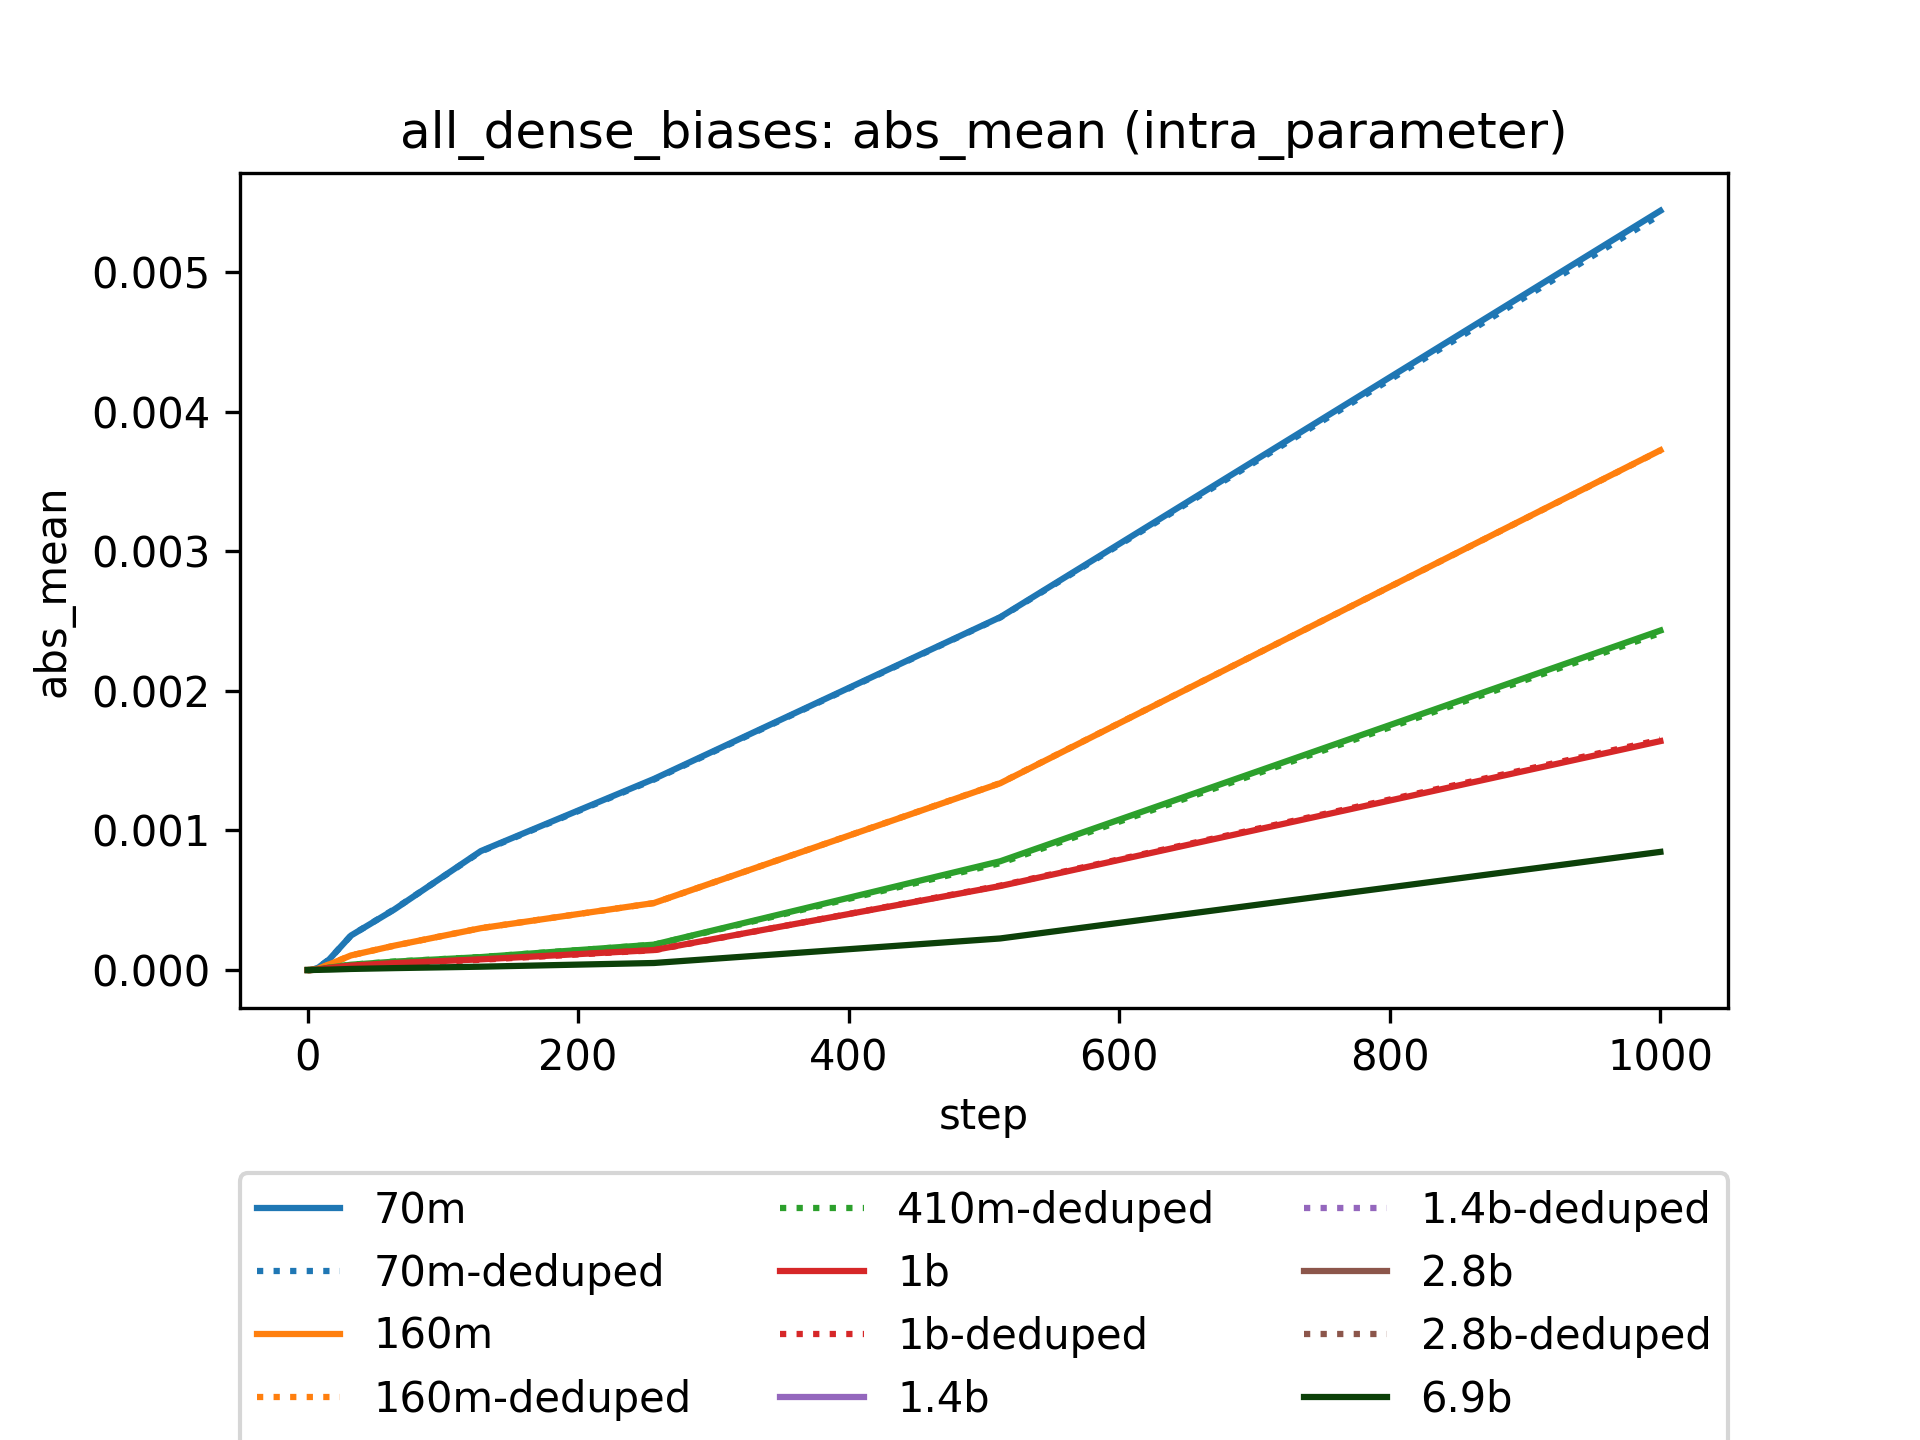 all_dense_biases: abs_mean (intra_parameter)
abs_mean
0.005
0.004
0.003
0.002
0.001
0.000
0 200 400 600 800 1000
step
70m
70m-deduped
160m
160m-deduped
410m-deduped
1b
1b-deduped
1.4b
1.4b-deduped
2.8b
2.8b-deduped
6.9b